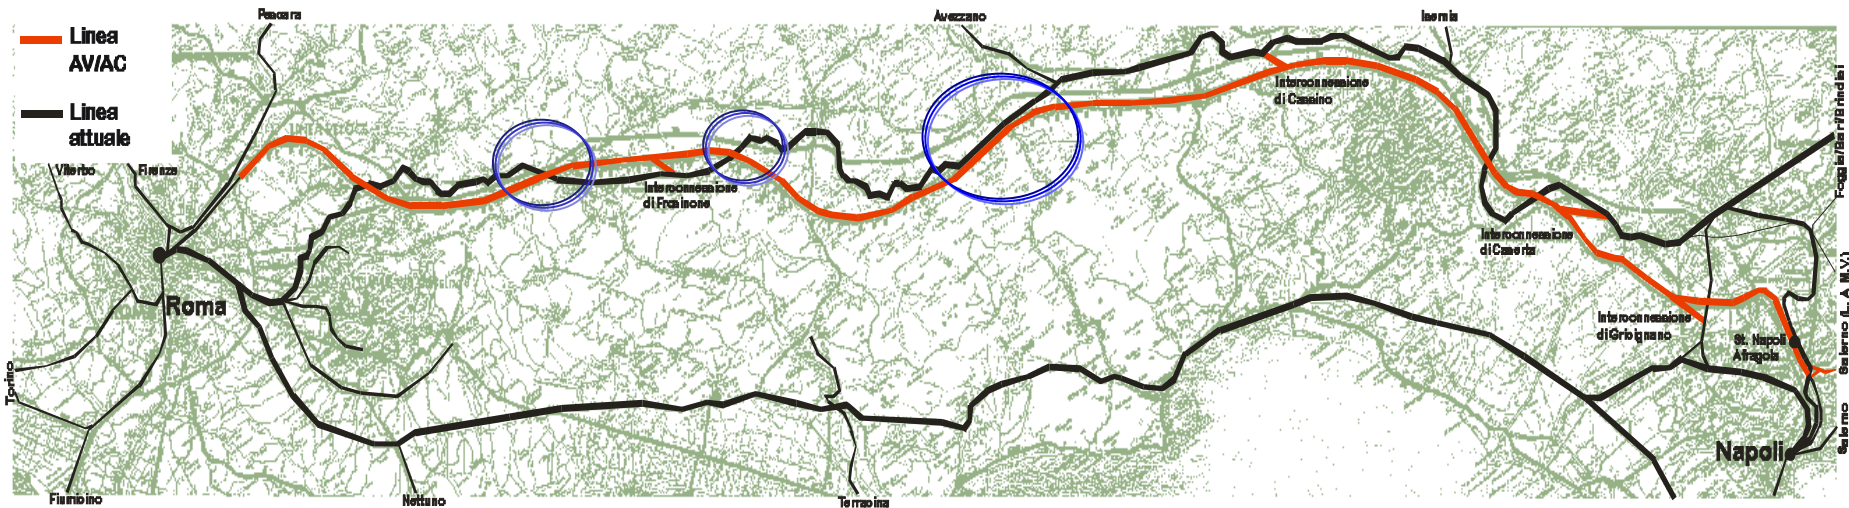 Linea
AV/AC
Linea
attuale
Pescara
Avezzano
Isernia
Viterbo
Firenze
Interconnessione
di Cassino
Interconnessione
di Frosinone
Interconnessione
di Caserta
Foggia/Bari/Brindisi
Roma
Interconnessione
di Gricignano
St. Napoli
Afragola
Salerno (L. A M.V.)
Torino
Salerno
Napoli
Fiumicino
Nettuno
Terracina